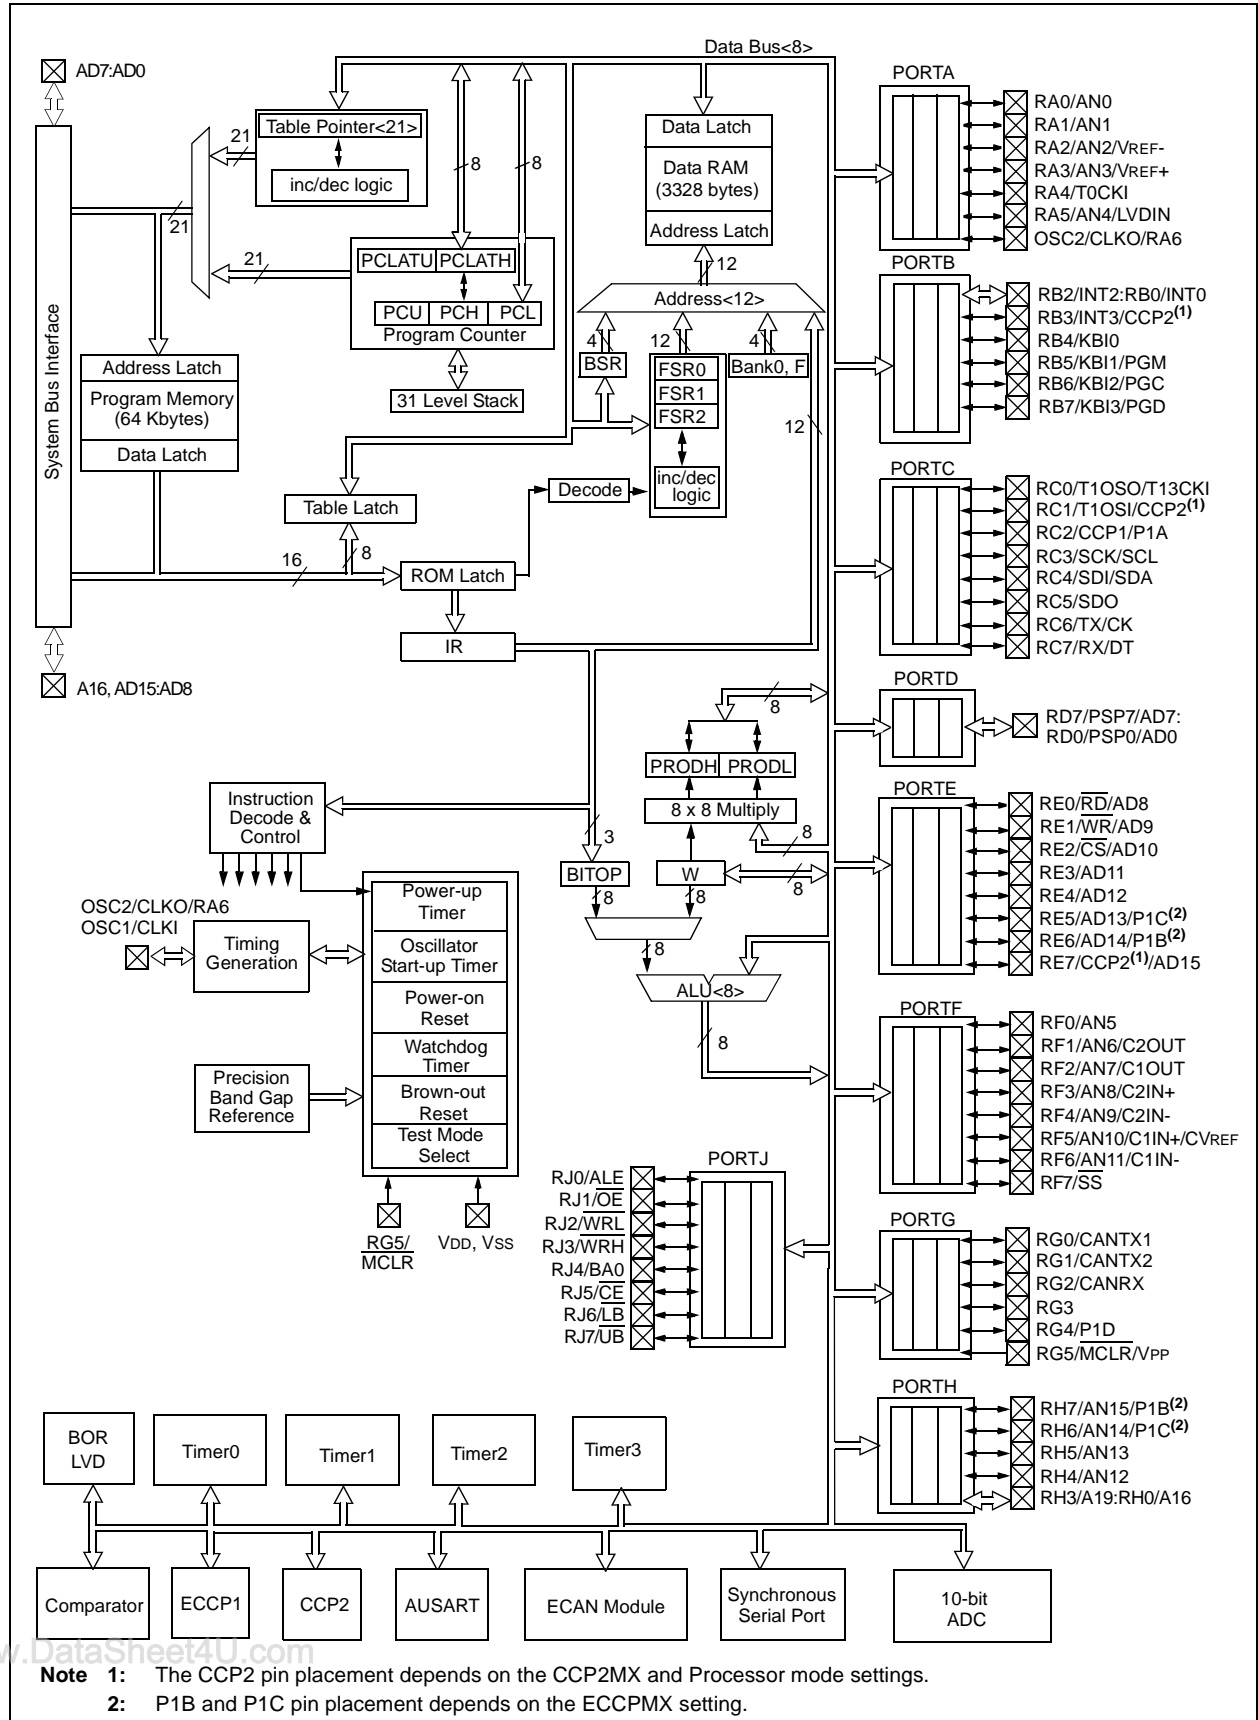 Data Bus<8>
AD7:AD0
Table Pointer<21>
21
inc/dec logic
8
8
21
21
PCLATU PCLATH
PCU PCH PCL
Program Counter
31 Level Stack
System Bus Interface
Address Latch
Program Memory
(64 Kbytes)
Data Latch
Data Latch
Data RAM
(3328 bytes)
Address Latch
12
Address<12>
4
12
4
BSR
FSR0
FSR1
FSR2
Bank0, F
inc/dec
logic
12
Decode
Table Latch
8
16
ROM Latch
IR
A16, AD15:AD8
8
PRODH PRODL
8 x 8 Multiply
8
3
BITOP
W
8
8
8
8
ALU<8>
8
Instruction
Decode &
Control
OSC2/CLKO/RA6
OSC1/CLKI
Timing
Generation
Power-up
Timer
Oscillator
Start-up Timer
Power-on
Reset
Watchdog
Timer
Brown-out
Reset
Test Mode
Select
Precision
Band Gap
Reference
RG5/
MCLR
VDD, VSS
PORTA
RA0/AN0
RA1/AN1
RA2/AN2/VREF-
RA3/AN3/VREF+
RA4/T0CKI
RA5/AN4/LVDIN
OSC2/CLKO/RA6
PORTB
RB2/INT2:RB0/INT0
RB3/INT3/CCP2(1)
RB4/KBI0
RB5/KBI1/PGM
RB6/KBI2/PGC
RB7/KBI3/PGD
PORTC
RC0/T1OSO/T13CKI
RC1/T1OSI/CCP2(1)
RC2/CCP1/P1A
RC3/SCK/SCL
RC4/SDI/SDA
RC5/SDO
RC6/TX/CK
RC7/RX/DT
PORTD
RD7/PSP7/AD7:
RD0/PSP0/AD0
PORTE
RE0/RD/AD8
RE1/WR/AD9
RE2/CS/AD10
RE3/AD11
RE4/AD12
RE5/AD13/P1C(2)
RE6/AD14/P1B(2)
RE7/CCP2(1)/AD15
PORTF
RF0/AN5
RF1/AN6/C2OUT
RF2/AN7/C1OUT
RF3/AN8/C2IN+
RF4/AN9/C2IN-
RF5/AN10/C1IN+/CVREF
RF6/AN11/C1IN-
RF7/SS
PORTJ
RJ0/ALE
RJ1/OE
RJ2/WRL
RJ3/WRH
RJ4/BA0
RJ5/CE
RJ6/LB
RJ7/UB
PORTG
RG0/CANTX1
RG1/CANTX2
RG2/CANRX
RG3
RG4/P1D
RG5/MCLR/VPP
PORTH
RH7/AN15/P1B(2)
RH6/AN14/P1C(2)
RH5/AN13
RH4/AN12
RH3/A19:RH0/A16
BOR
LVD
Timer0
Timer1
Timer2
Timer3
Comparator
ECCP1
CCP2
AUSART
ECAN Module
Synchronous
Serial Port
10-bit
ADC
w.DataSheet4U.com
Note 1: The CCP2 pin placement depends on the CCP2MX and Processor mode settings.
2: P1B and P1C pin placement depends on the ECCPMX setting.